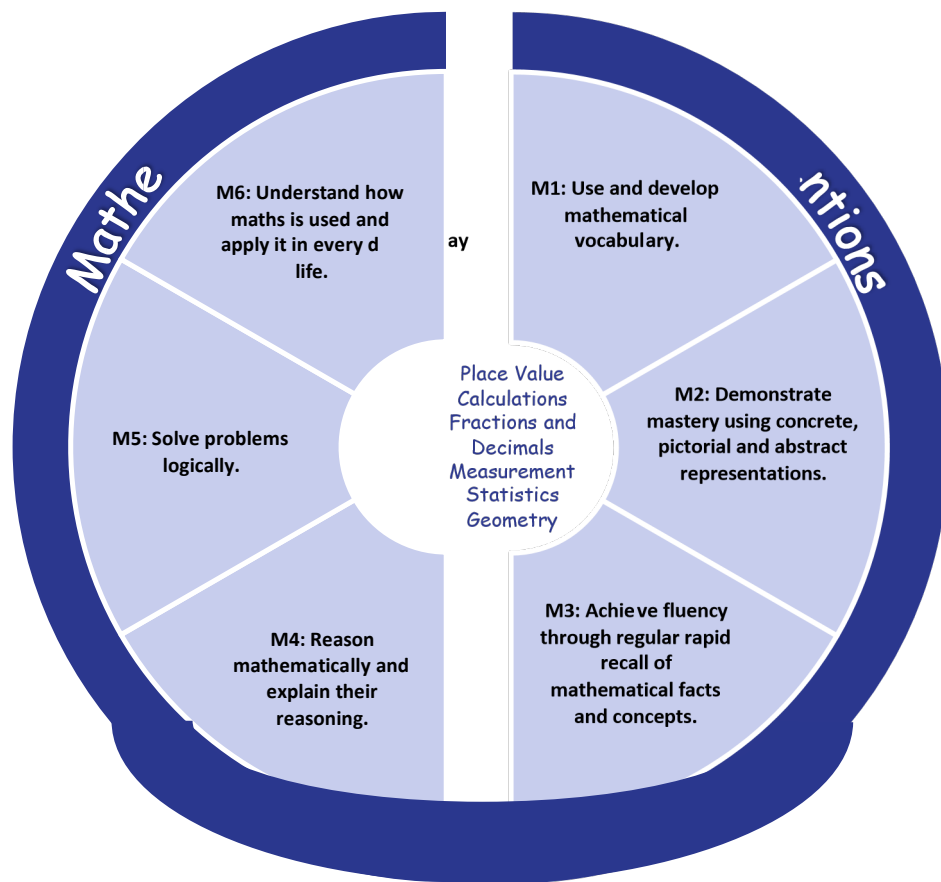 Mathe
ntions
M1: Use and develop
mathematical
vocabulary.
M2: Demonstrate
mastery using concrete,
pictorial and abstract
representations.
M3: Achieve fluency
through regular rapid
recall of
mathematical facts
and concepts.
M4: Reason
mathematically and
explain their
reasoning.
M5: Solve problems
logically.
M6: Understand how
maths is used and
apply it in every d ay
life.
Place Value
Calculations
Fractions and
Decimals
Measurement
Statistics
Geometry